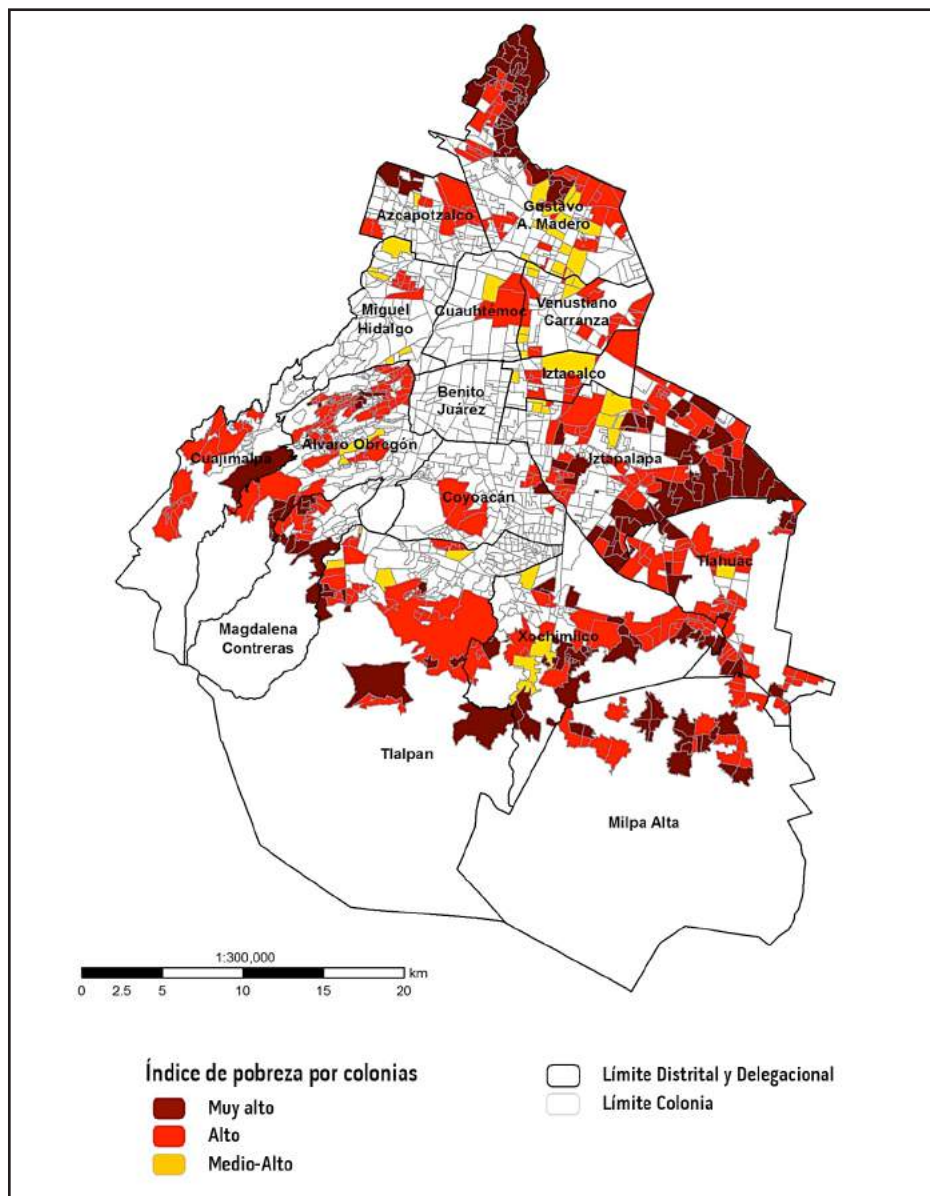 Azcapotzalco
Gustavo
A. Madero
Miguel
Hidalgo
Cuauhtémoc
Venustiano
Carranza
Iztacalco
Benito
Juárez
Cuajimalpa
Álvaro Obregón
Iztapalapa
Coyoacán
Tlahuac
Magdalena
Contreras
Xochimilco
Tlalpan
Milpa Alta
1:300,000
km
0 2.5 5 10 15 20
Índice de pobreza por colonias
Muy alto
Alto
Medio-Alto
Límite Distrital y Delegacional
Límite Colonia